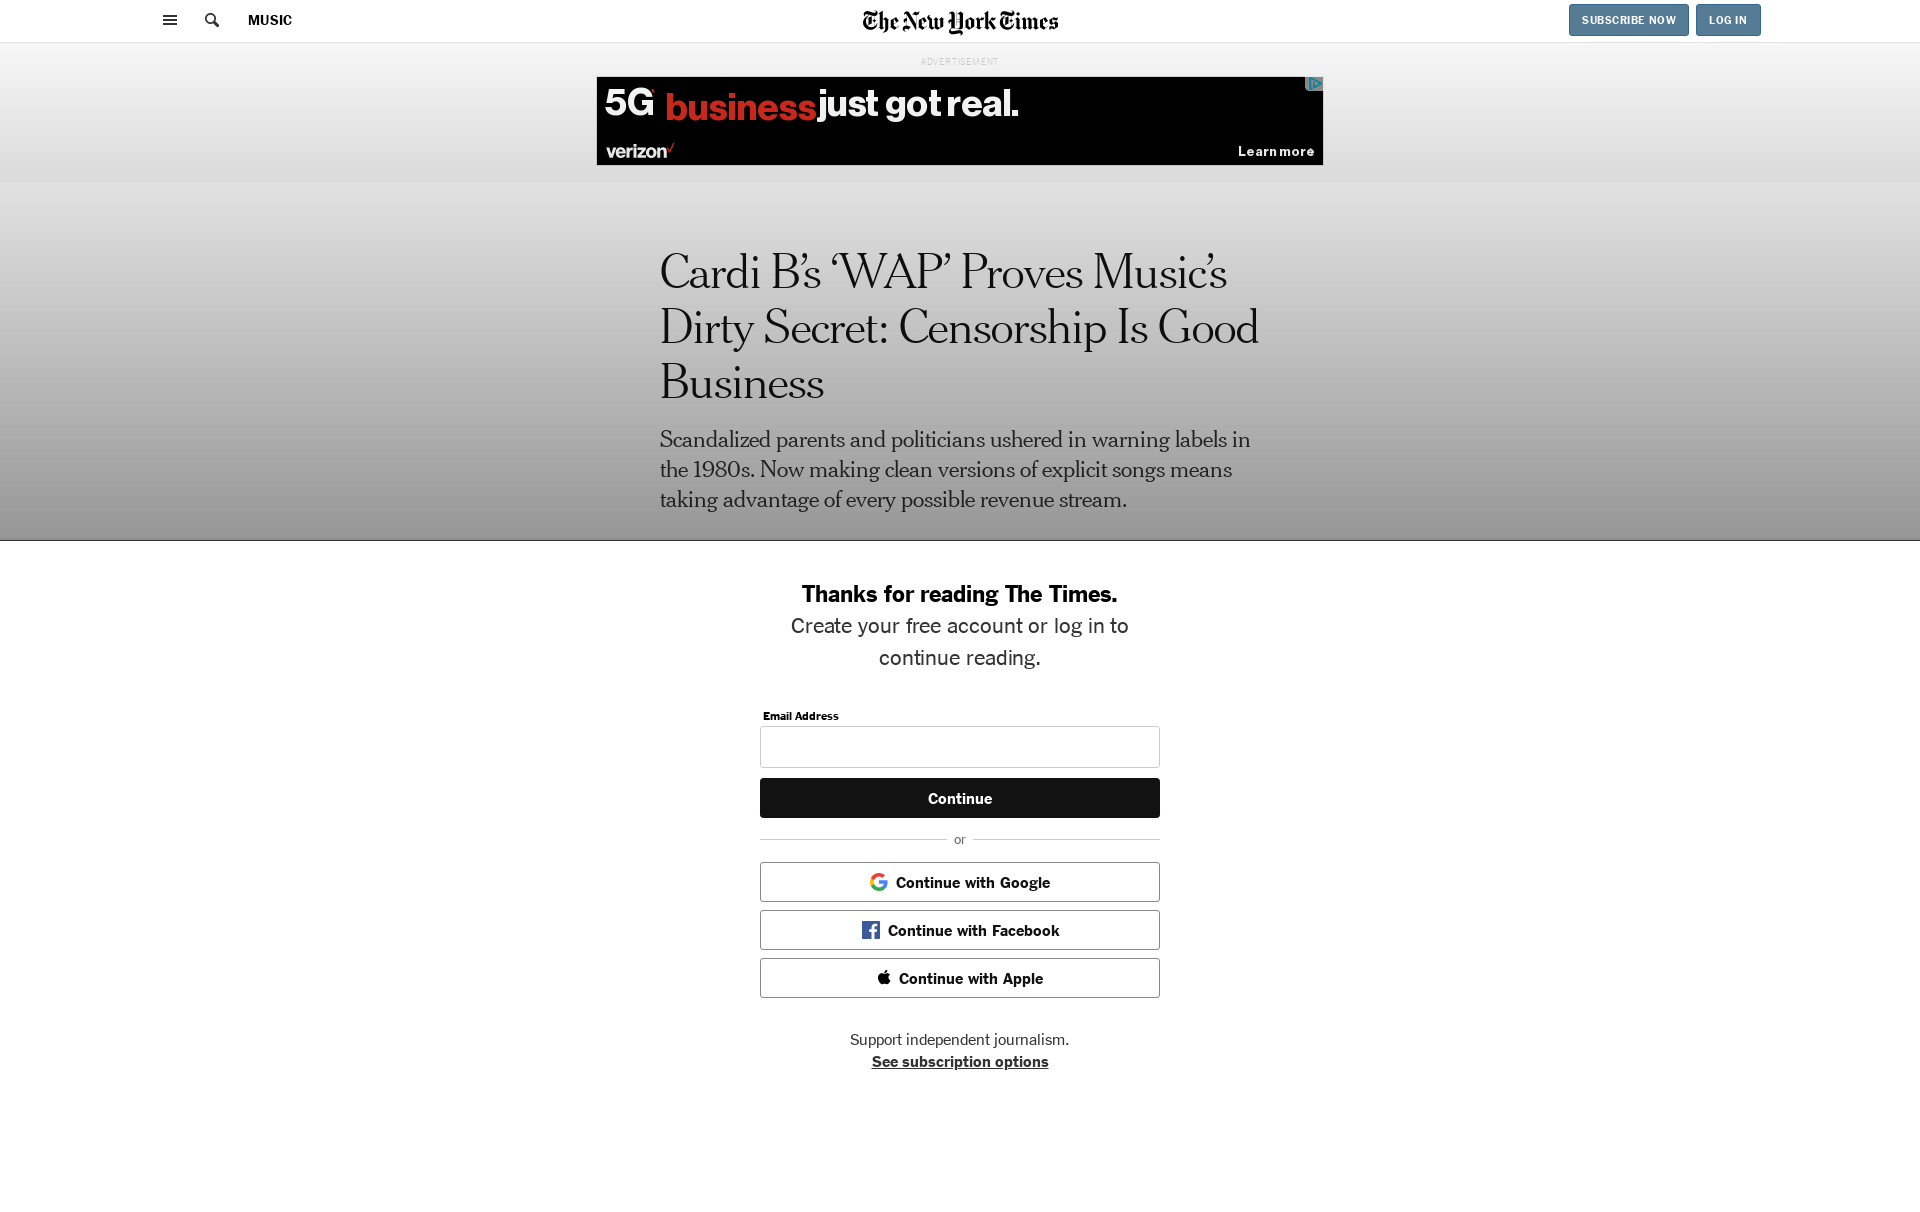 MUSIC
The New York Times
SUBSCRIBE NOW
LOG IN
ADVERTISEMENT
5G business just got real.
verizon
Learn more
Cardi B’s ‘WAP’ Proves Music’s
Dirty Secret: Censorship Is Good
Business
Scandalized parents and politicians ushered in warning labels in
the 1980s. Now making clean versions of explicit songs means
taking advantage of every possible revenue stream.
Thanks for reading The Times.
Create your free account or log in to
continue reading.
Email Address
Continue
or
Continue with Google
Continue with Facebook
Continue with Apple
Support independent journalism.
See subscription options